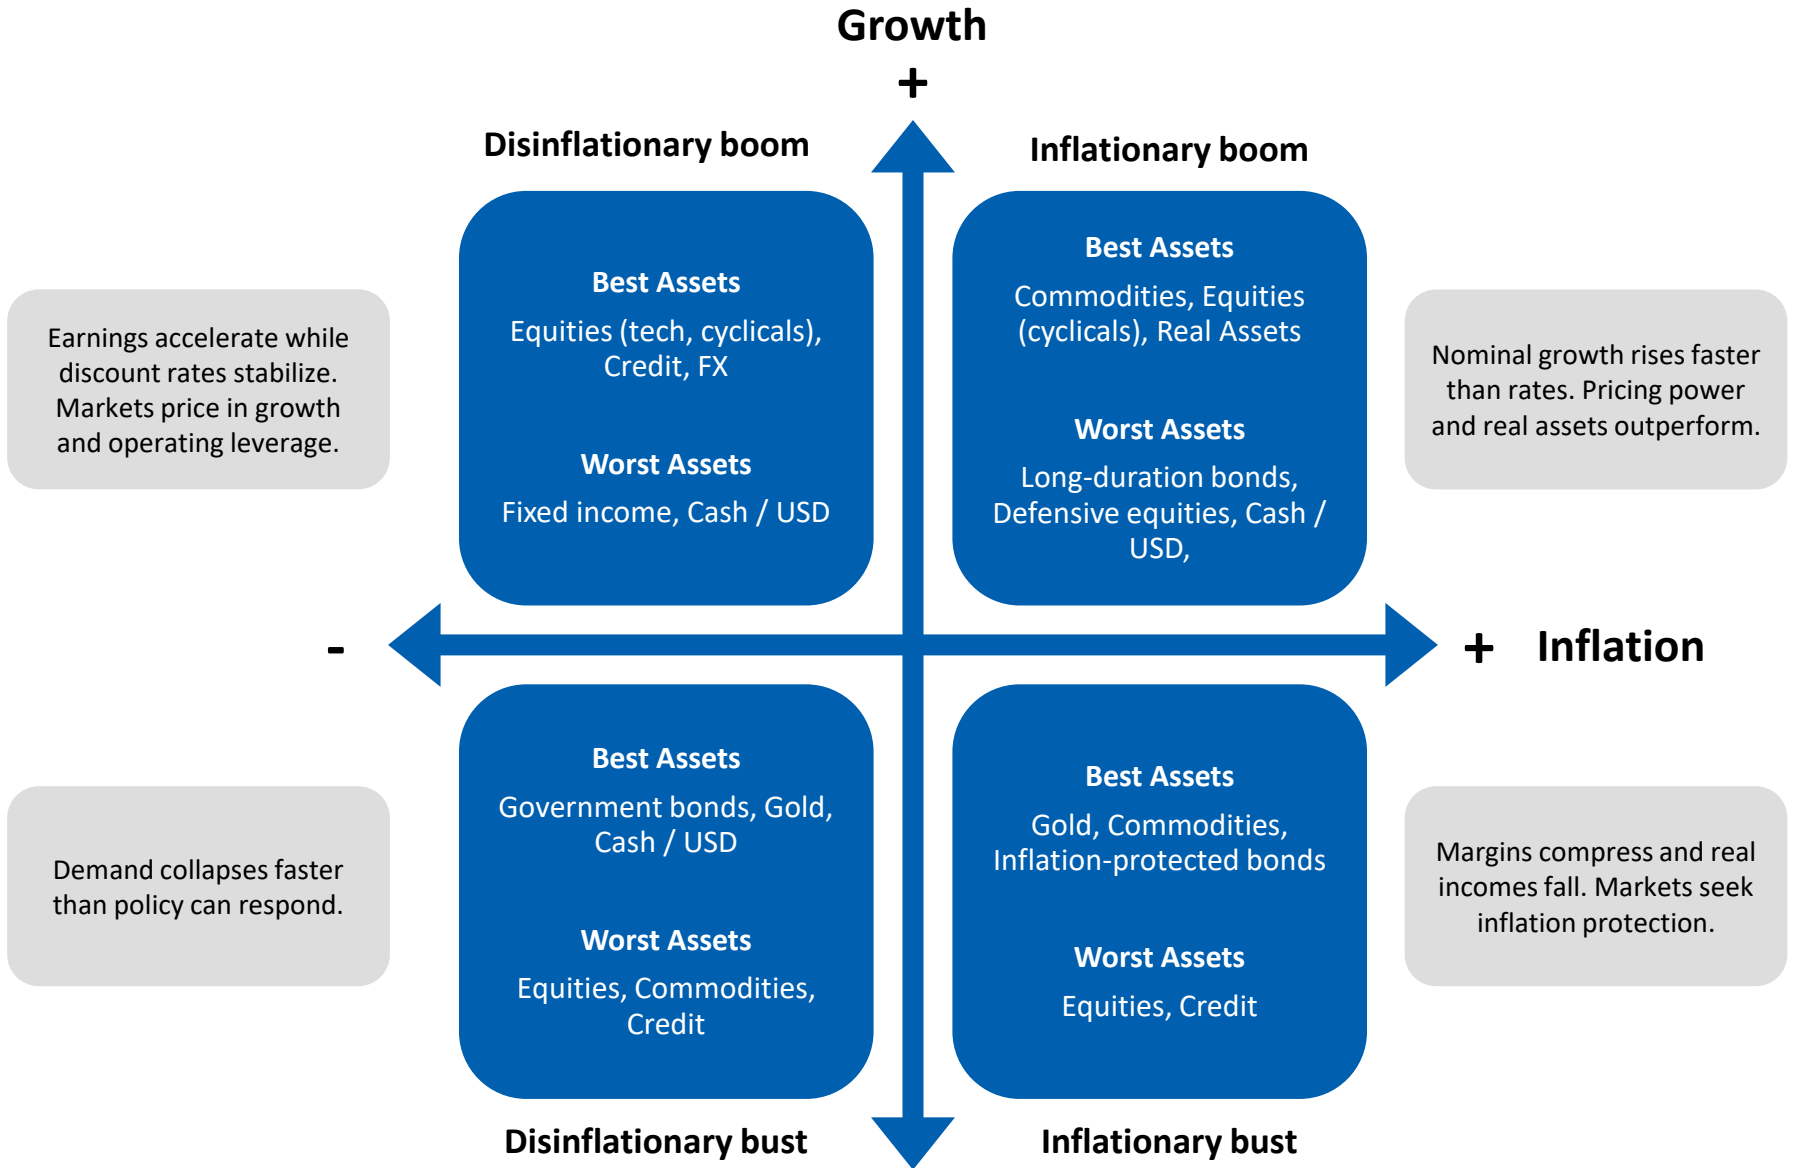 Growth
+
Disinflationary boom
Inflationary boom
Best Assets
Equities (tech, cyclicals),
Credit, FX
Worst Assets
Fixed income, Cash / USD
Best Assets
Commodities, Equities
(cyclicals), Real Assets
Worst Assets
Long-duration bonds,
Defensive equities, Cash /
USD,
Earnings accelerate while
discount rates stabilize.
Markets price in growth
and operating leverage.
Nominal growth rises faster
than rates. Pricing power
and real assets outperform.
-
+ Inflation
Best Assets
Government bonds, Gold,
Cash / USD
Worst Assets
Equities, Commodities,
Credit
Best Assets
Gold, Commodities,
Inflation-protected bonds
Worst Assets
Equities, Credit
Demand collapses faster
than policy can respond.
Margins compress and real
incomes fall. Markets seek
inflation protection.
Disinflationary bust
Inflationary bust